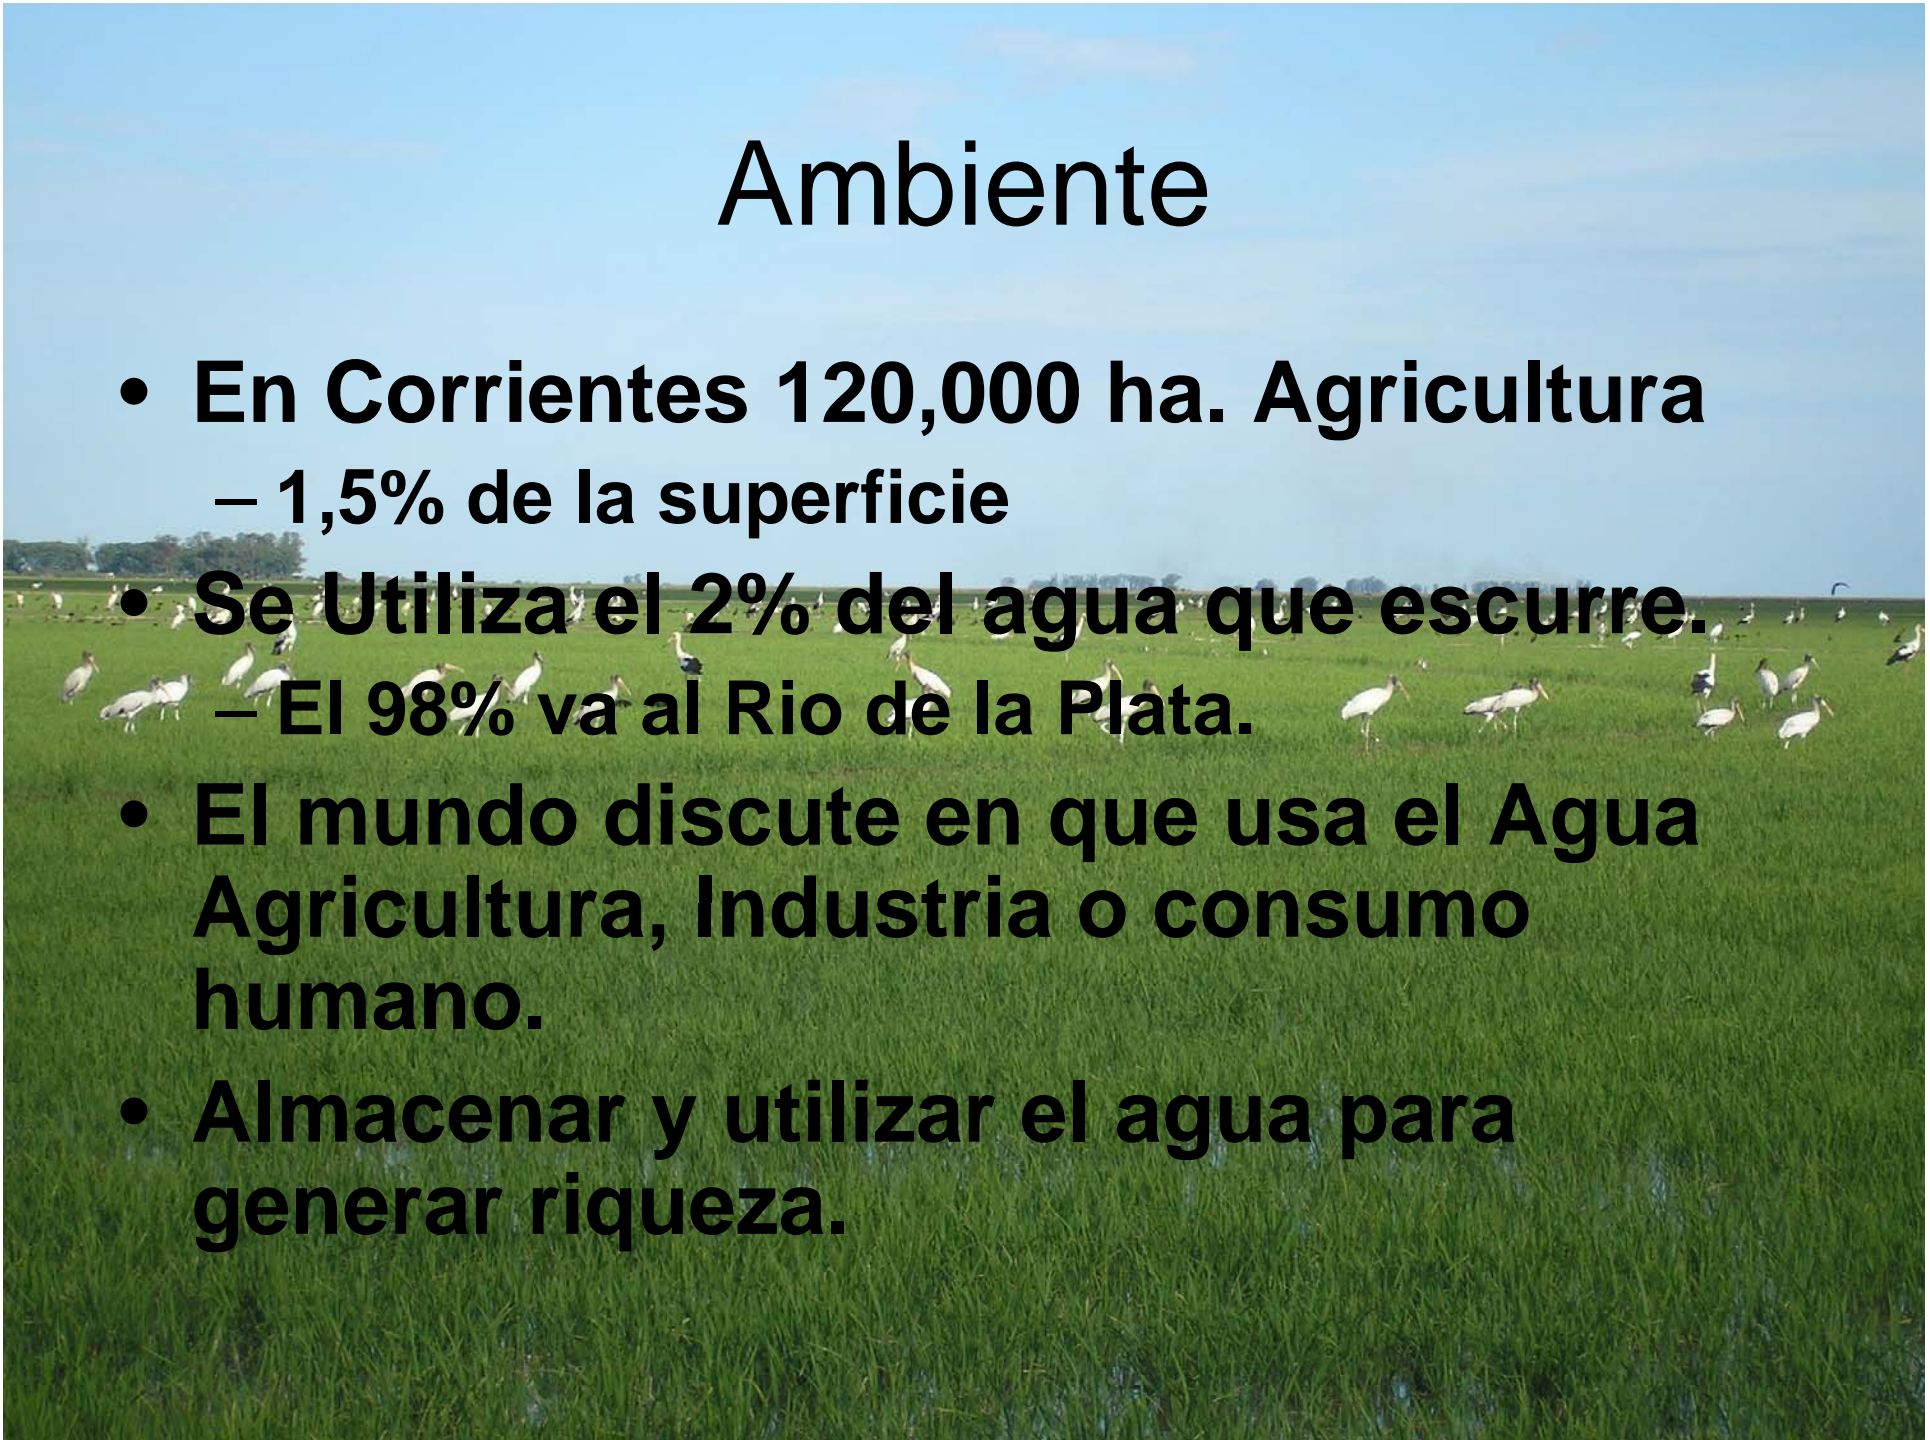 Ambiente
• En Corrientes 120,000 ha. Agricultura
– 1,5% de la superficie
• Se Utiliza el 2% del agua que escurre.
– El 98% va al Rio de la Plata.
• El mundo discute en que usa el Agua
Agricultura, Industria o consumo
humano.
• Almacenar y utilizar el agua para
generar riqueza.